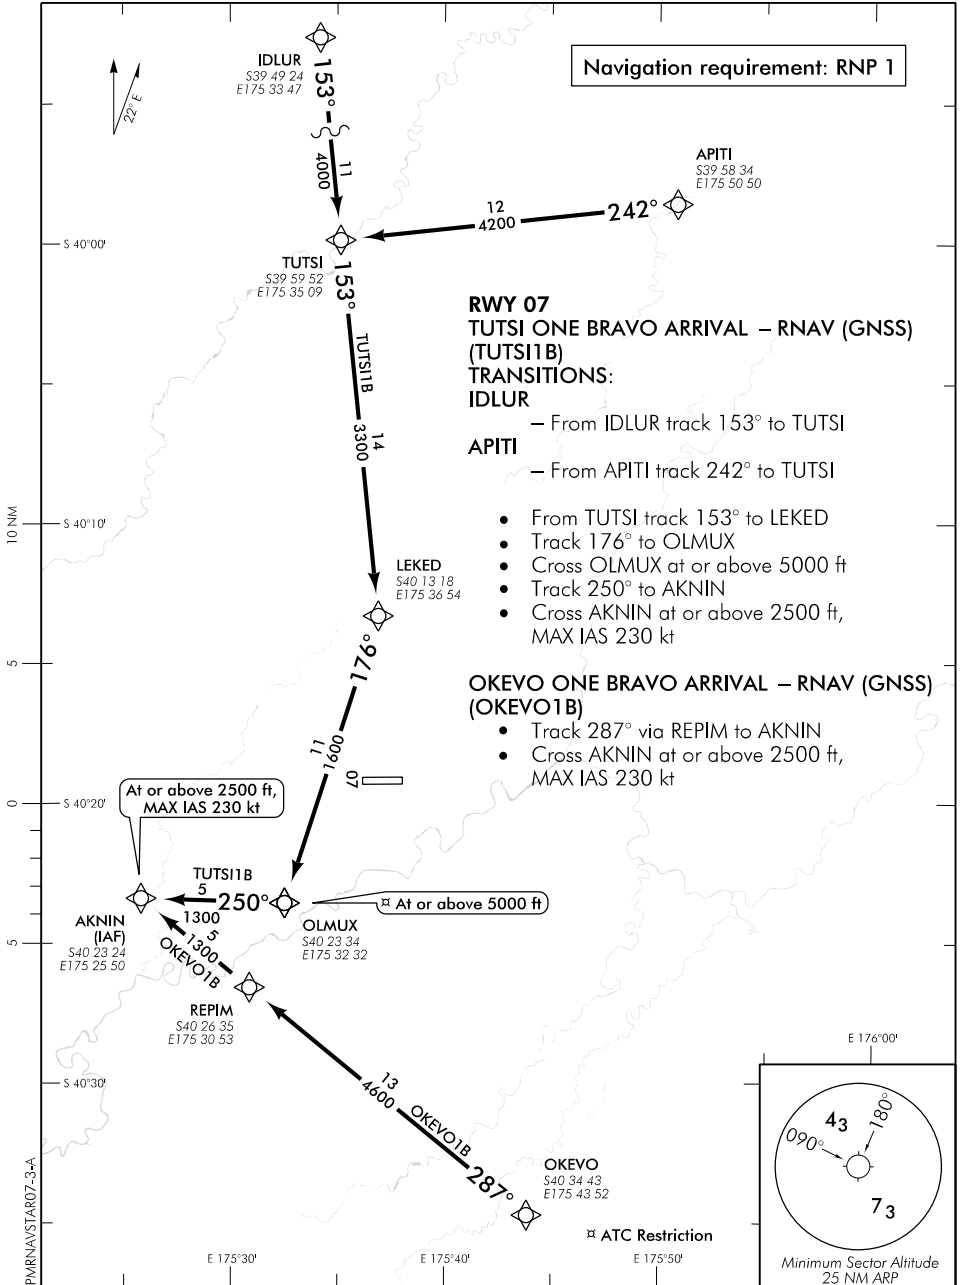 IDLUR
S39 49 24
E175 33 47
153°
22° E
Navigation requirement: RNP 1
11
4000
APITI
S39 58 34
E175 50 50
12
4200
242°
S 40°00'
TUTSI
S39 59 52
E175 35 09
153°
TUTSI1B
14
3300
RWY 07
TUTSI ONE BRAVO ARRIVAL – RNAV (GNSS)
(TUTSI1B)
TRANSITIONS:
IDLUR
– From IDLUR track 153° to TUTSI
APITI
– From APITI track 242° to TUTSI
• From TUTSI track 153° to LEKED
• Track 176° to OLMUX
• Cross OLMUX at or above 5000 ft
• Track 250° to AKNIN
• Cross AKNIN at or above 2500 ft,
MAX IAS 230 kt
OKEVO ONE BRAVO ARRIVAL – RNAV (GNSS)
(OKEVO1B)
• Track 287° via REPIM to AKNIN
• Cross AKNIN at or above 2500 ft,
MAX IAS 230 kt
10 NM
S 40°10'
LEKED
S40 13 18
E175 36 54
5
176°
11
1600
07
0
S 40°20'
At or above 2500 ft,
MAX IAS 230 kt
TUTSI1B
5
1300
250°
¤ At or above 5000 ft
AKNIN
(IAF)
S40 23 24
E175 25 50
OLMUX
S40 23 34
E175 32 32
5
5
1300
OKEVO1B
REPIM
S40 26 35
E175 30 53
S 40°30'
13
4600
OKEVO1B
287°
OKEVO
S40 34 43
E175 43 52
¤ ATC Restriction
E 175°30'
E 175°40'
E 175°50'
E 176°00'
43
180°
090°
73
Minimum Sector Altitude
25 NM ARP
PMRNAVSTAR07-3-A